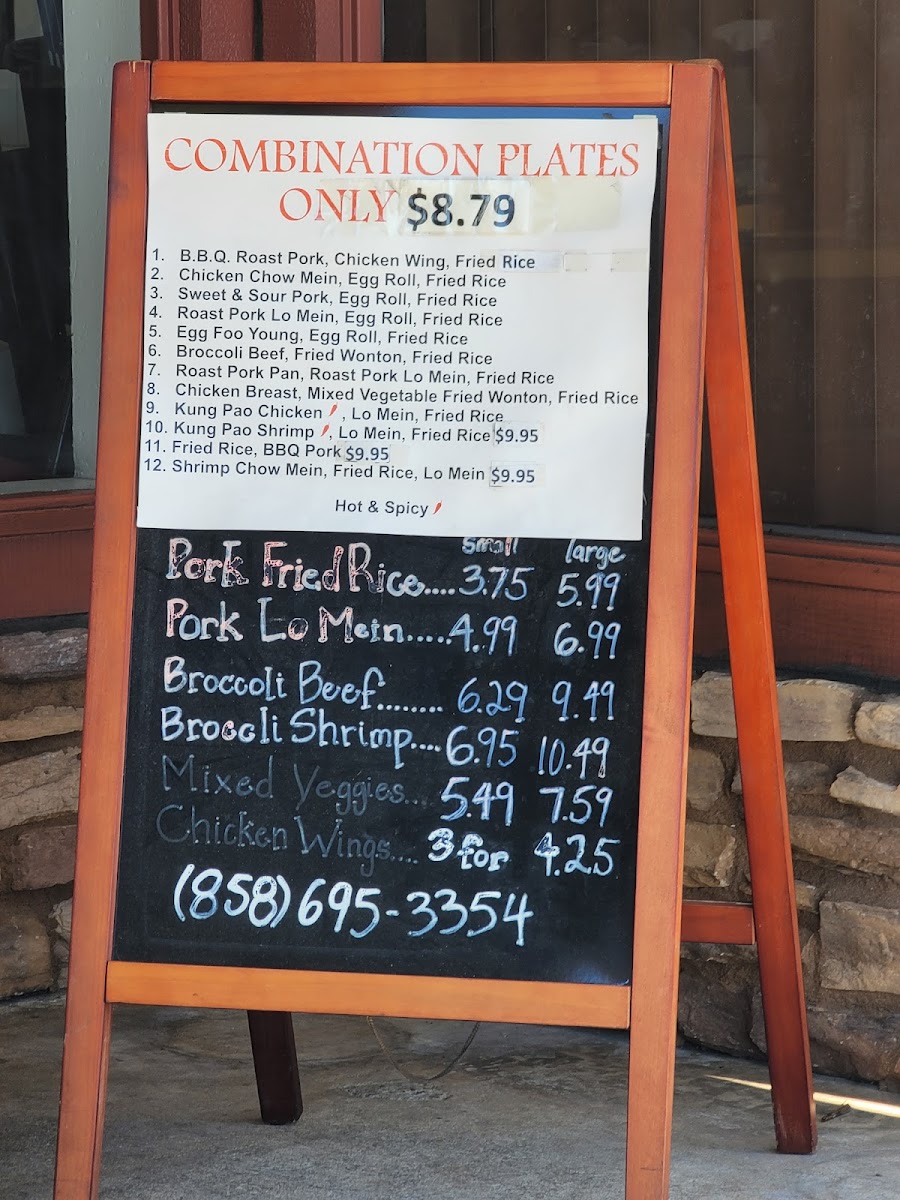 COMBINATION PLATES
ONLY $8.79
1. B.B.Q. Roast Pork, Chicken Wing, Fried Rice
2. Chicken Chow Mein, Egg Roll, Fried Rice
3. Sweet & Sour Pork, Egg Roll, Fried Rice
4. Roast Pork Lo Mein, Egg Roll, Fried Rice
5. Egg Foo Young, Egg Roll, Fried Rice
6. Broccoli Beef, Fried Wonton, Fried Rice
7. Roast Pork Pan, Roast Pork Lo Mein, Fried Rice
8. Chicken Breast, Mixed Vegetable Fried Wonton, Fried Rice
9. Kung Pao Chicken , Lo Mein, Fried Rice
10. Kung Pao Shrimp , Lo Mein, Fried Rice $9.95
11. Fried Rice, BBQ Pork $9.95
12. Shrimp Chow Mein, Fried Rice, Lo Mein $9.95
Hot & Spicy
small large
Pork Fried Rice.....3.75 5.99
Pork Lo Mein.....4.99 6.99
Broccoli Beef........ 6.29 9.49
Broccli Shrimp....6.95 10.49
Mixed Veggies... 5.49 7.59
Chicken Wings.... 3 for 4.25
(858)695-3354